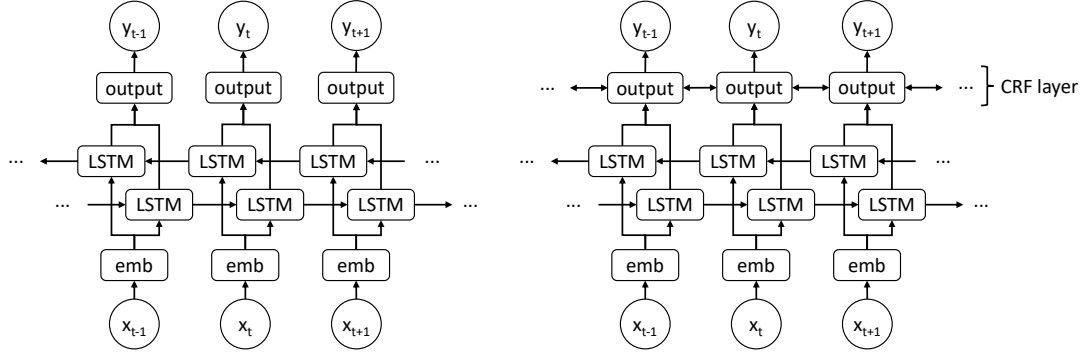 y_{t-1} y_t y_{t+1} y_{t-1} y_t y_{t+1}
output output output ... output output output ... CRF layer
... LSTM LSTM LSTM ... ... LSTM LSTM LSTM ...
... LSTM LSTM LSTM ... ... LSTM LSTM LSTM ...
emb emb emb emb emb emb
x_{t-1} x_t x_{t+1} x_{t-1} x_t x_{t+1}